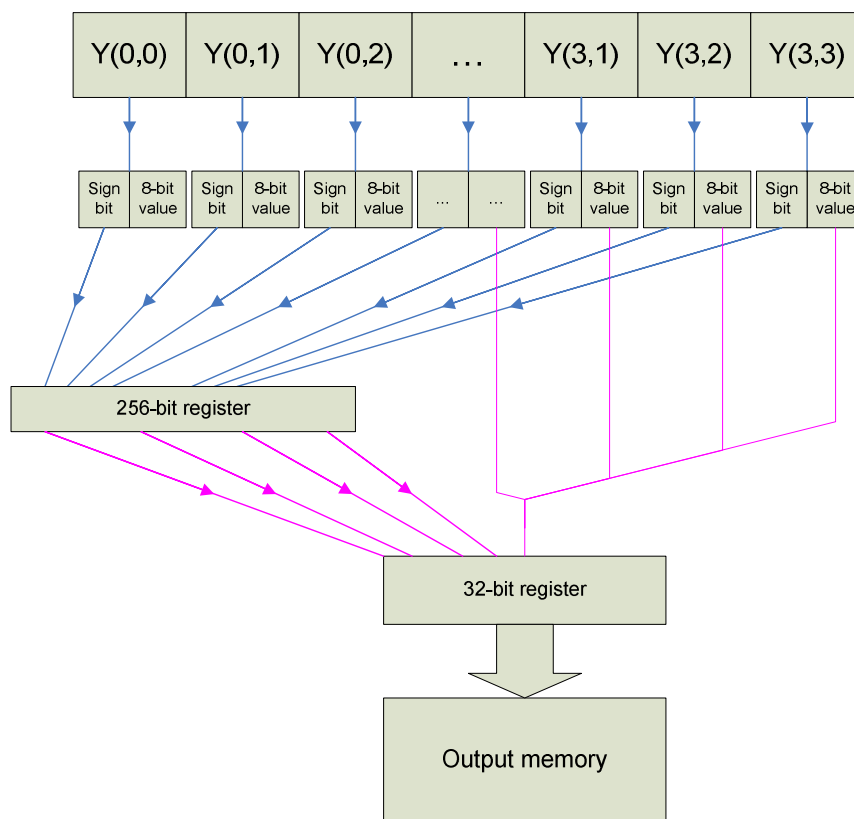 Y(0,0) Y(0,1) Y(0,2) ... Y(3,1) Y(3,2) Y(3,3)
Sign 8-bit Sign 8-bit Sign 8-bit ... ... Sign 8-bit Sign 8-bit Sign 8-bit
bit value bit value bit value bit value bit value bit value
256-bit register
32-bit register
Output memory